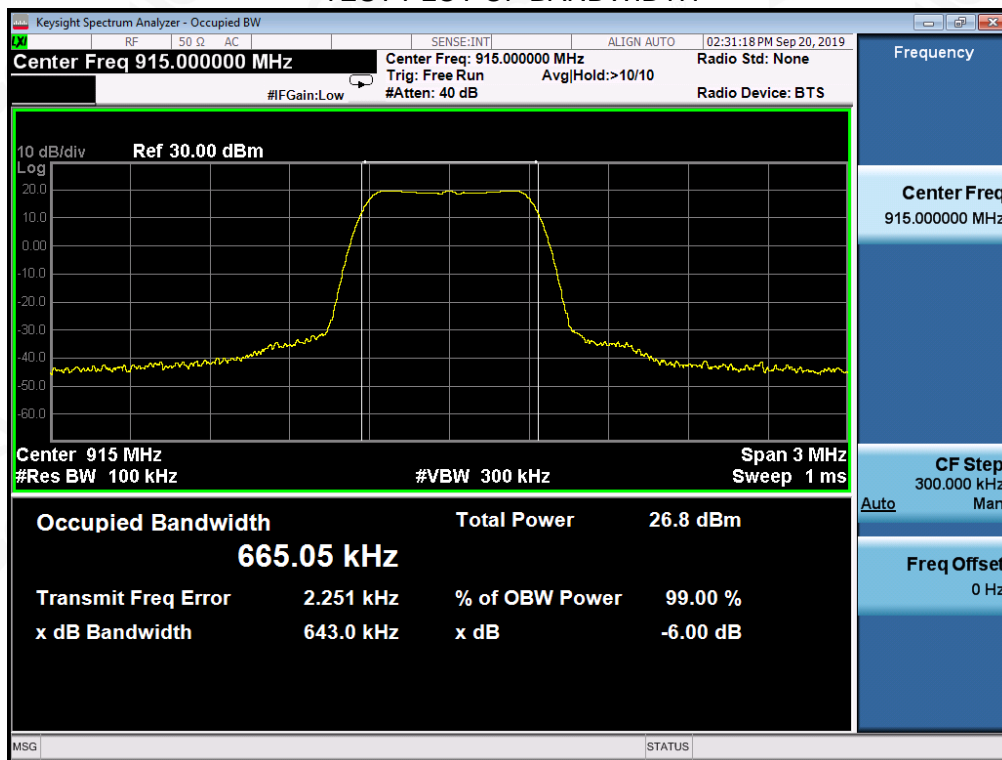 TEST PLOT OF BANDWIDTH
Keysight Spectrum Analyzer - Occupied BW
LXI RF 50 Ω AC SENSE:INT ALIGN AUTO 02:31:18 PM Sep 20, 2019
Center Freq 915.000000 MHz
Center Freq: 915.000000 MHz Radio Std: None
Trig: Free Run Avg|Hold:>10/10
#IFGain:Low #Atten: 40 dB Radio Device: BTS
10 dB/div Ref 30.00 dBm
Log
20.0
10.0
0.00
-10.0
-20.0
-30.0
-40.0
-50.0
-60.0
Center 915 MHz Span 3 MHz
#Res BW 100 kHz #VBW 300 kHz Sweep 1 ms
Occupied Bandwidth Total Power 26.8 dBm
665.05 kHz
Transmit Freq Error 2.251 kHz % of OBW Power 99.00 %
x dB Bandwidth 643.0 kHz x dB -6.00 dB
Frequency
Center Freq
915.000000 MHz
CF Step
300.000 kHz
Auto Man
Freq Offset
0 Hz
MSG STATUS